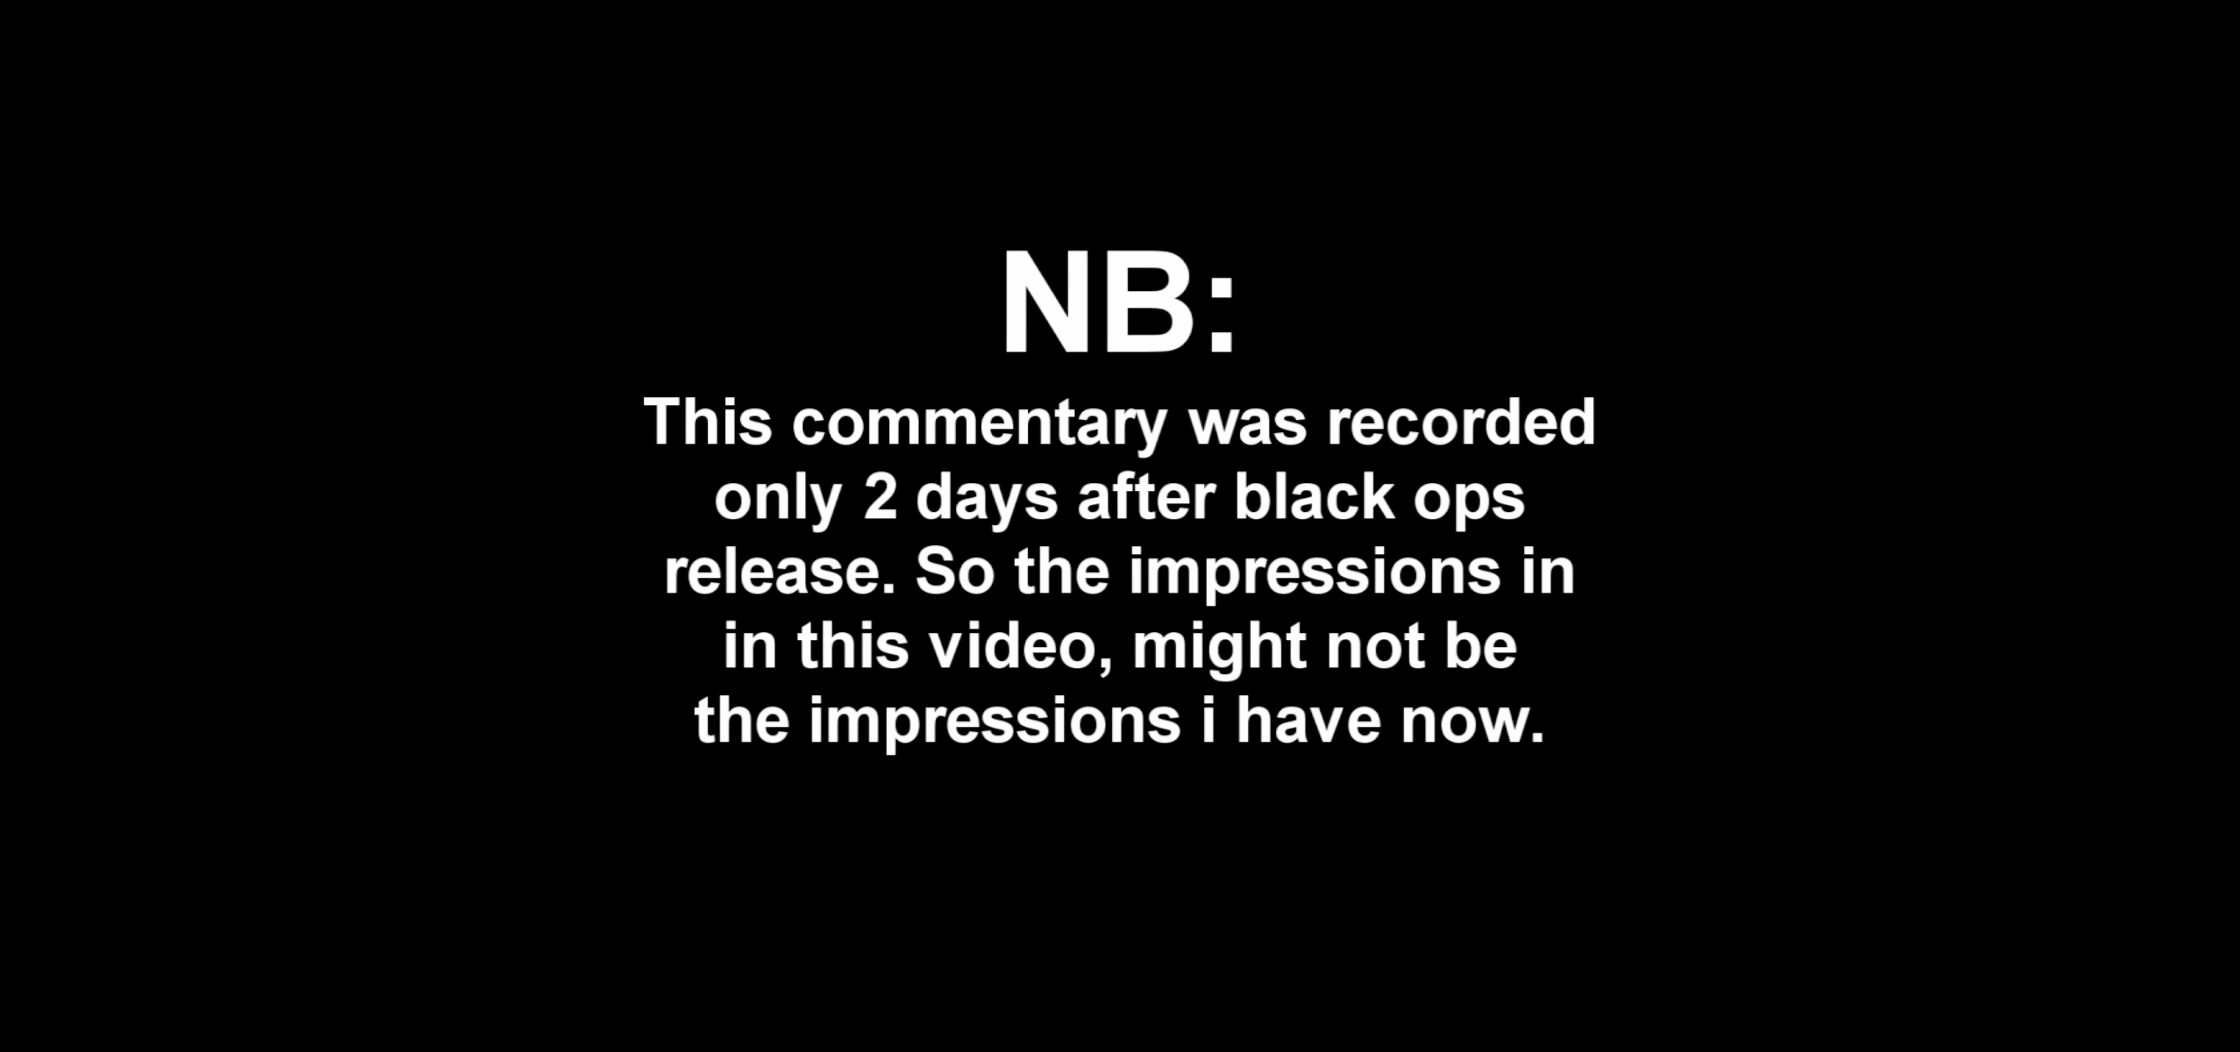 NB:
This commentary was recorded
only 2 days after black ops
release. So the impressions in
in this video, might not be
the impressions i have now.